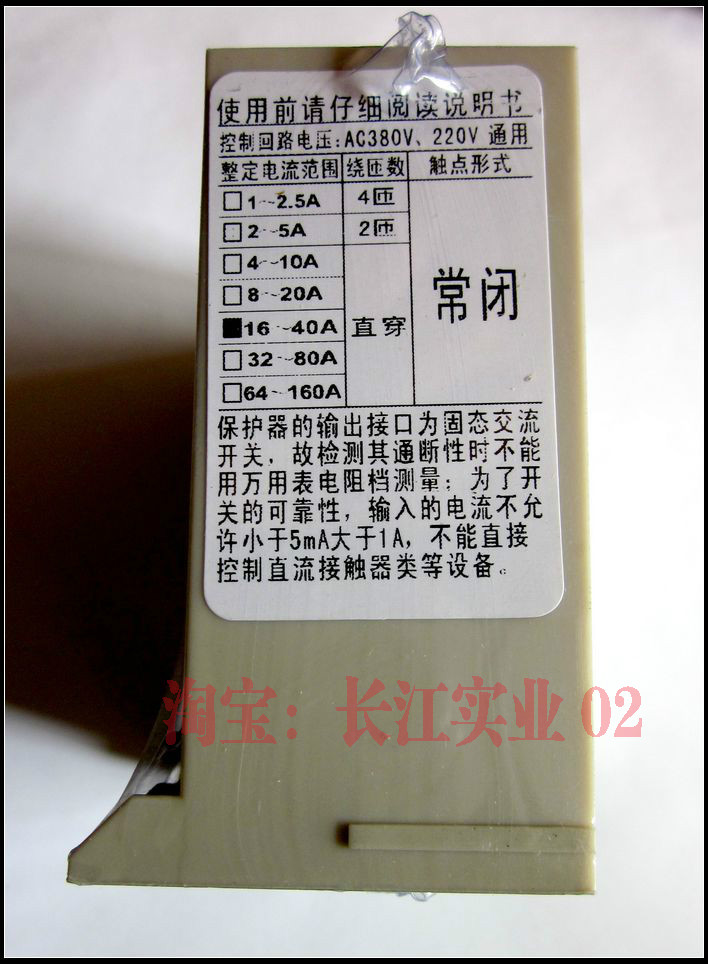 使用前请仔细阅读说明书
控制回路电压:AC380V、220V 通用
整定电流范围 绕匝数 触点形式
□1~2.5A 4匝
□2~5A 2匝
□4~10A
□8~20A
■16~40A 直穿 常闭
□32~80A
□64~160A
保护器的输出接口为固态交流
开关，故检测其通断性时不能
用万用表电阻档测量；为了开
关的可靠性，输入的电流不允
许小于5mA大于1A，不能直接
控制直流接触器类等设备。
淘宝：长江实业 02